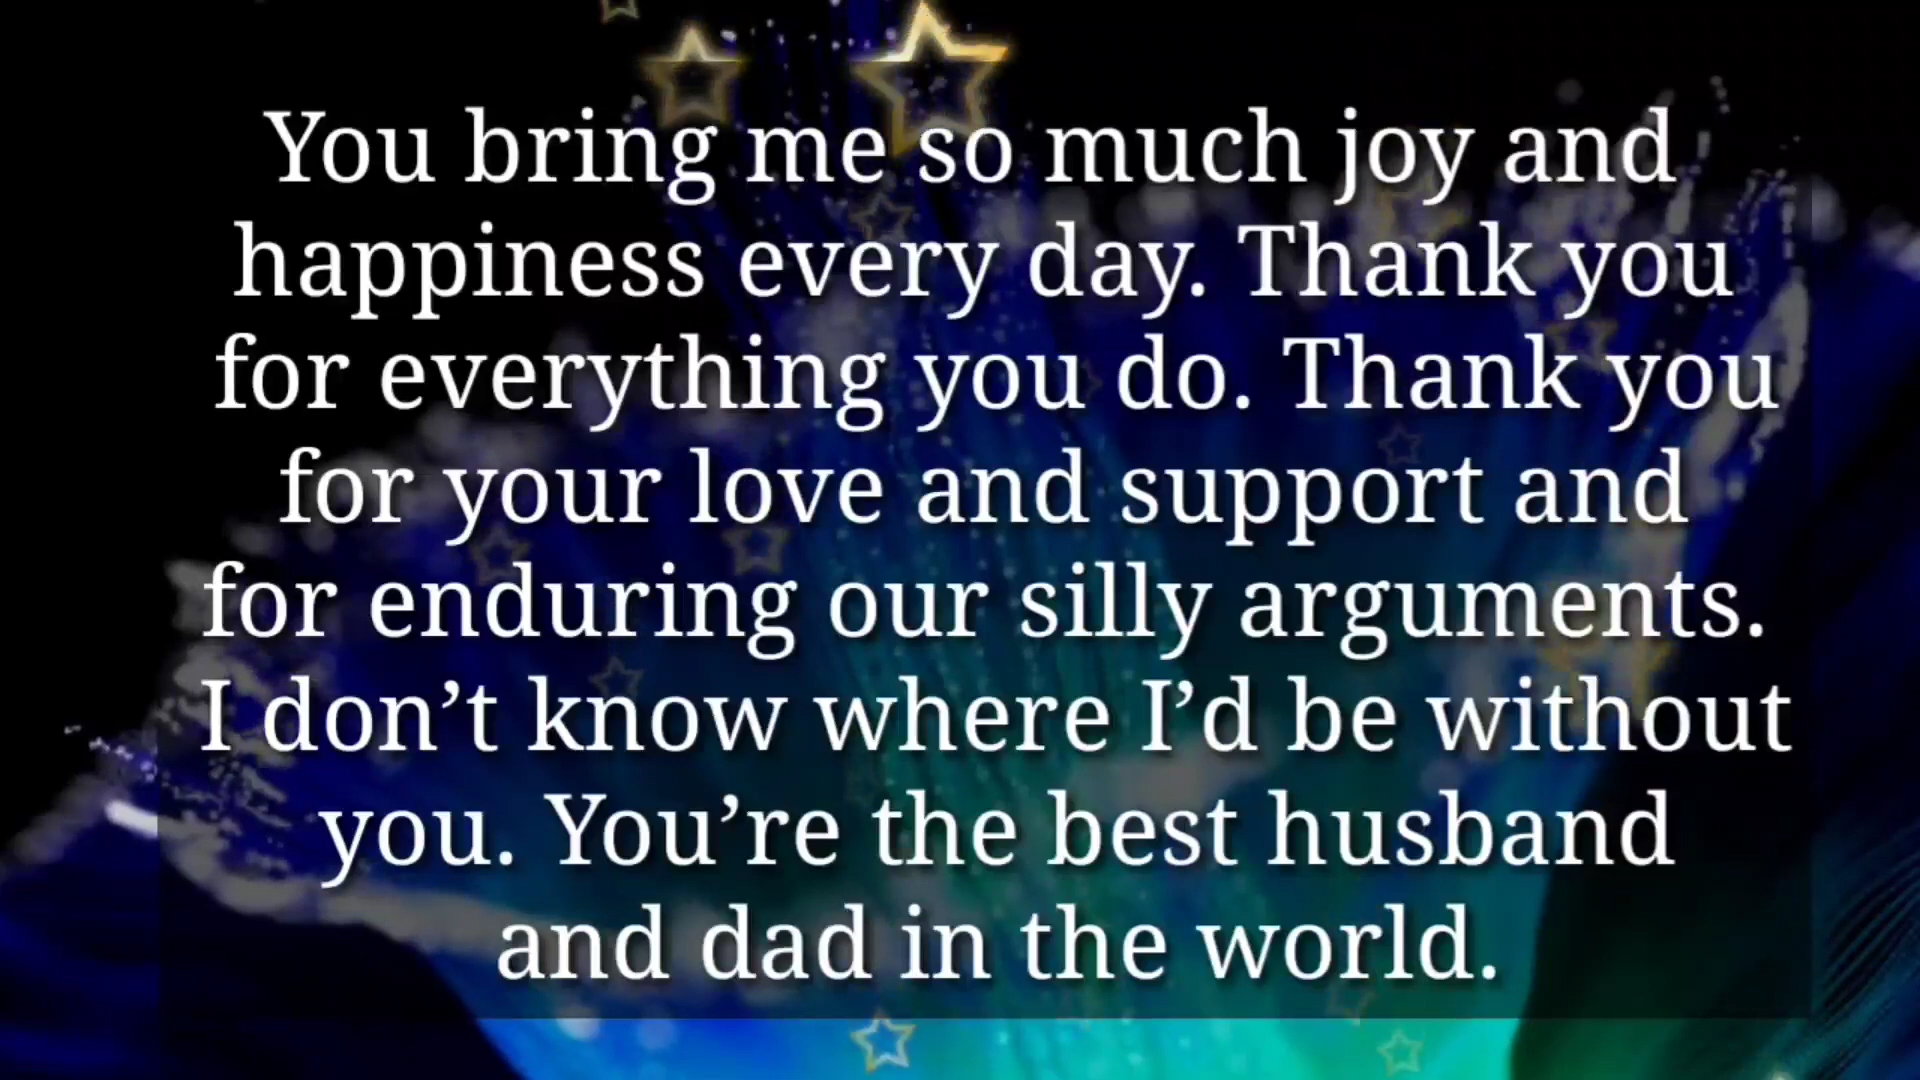 You bring me so much joy and
happiness every day. Thank you
for everything you do. Thank you
for your love and support and
for enduring our silly arguments.
I don’t know where I’d be without
you. You’re the best husband
and dad in the world.